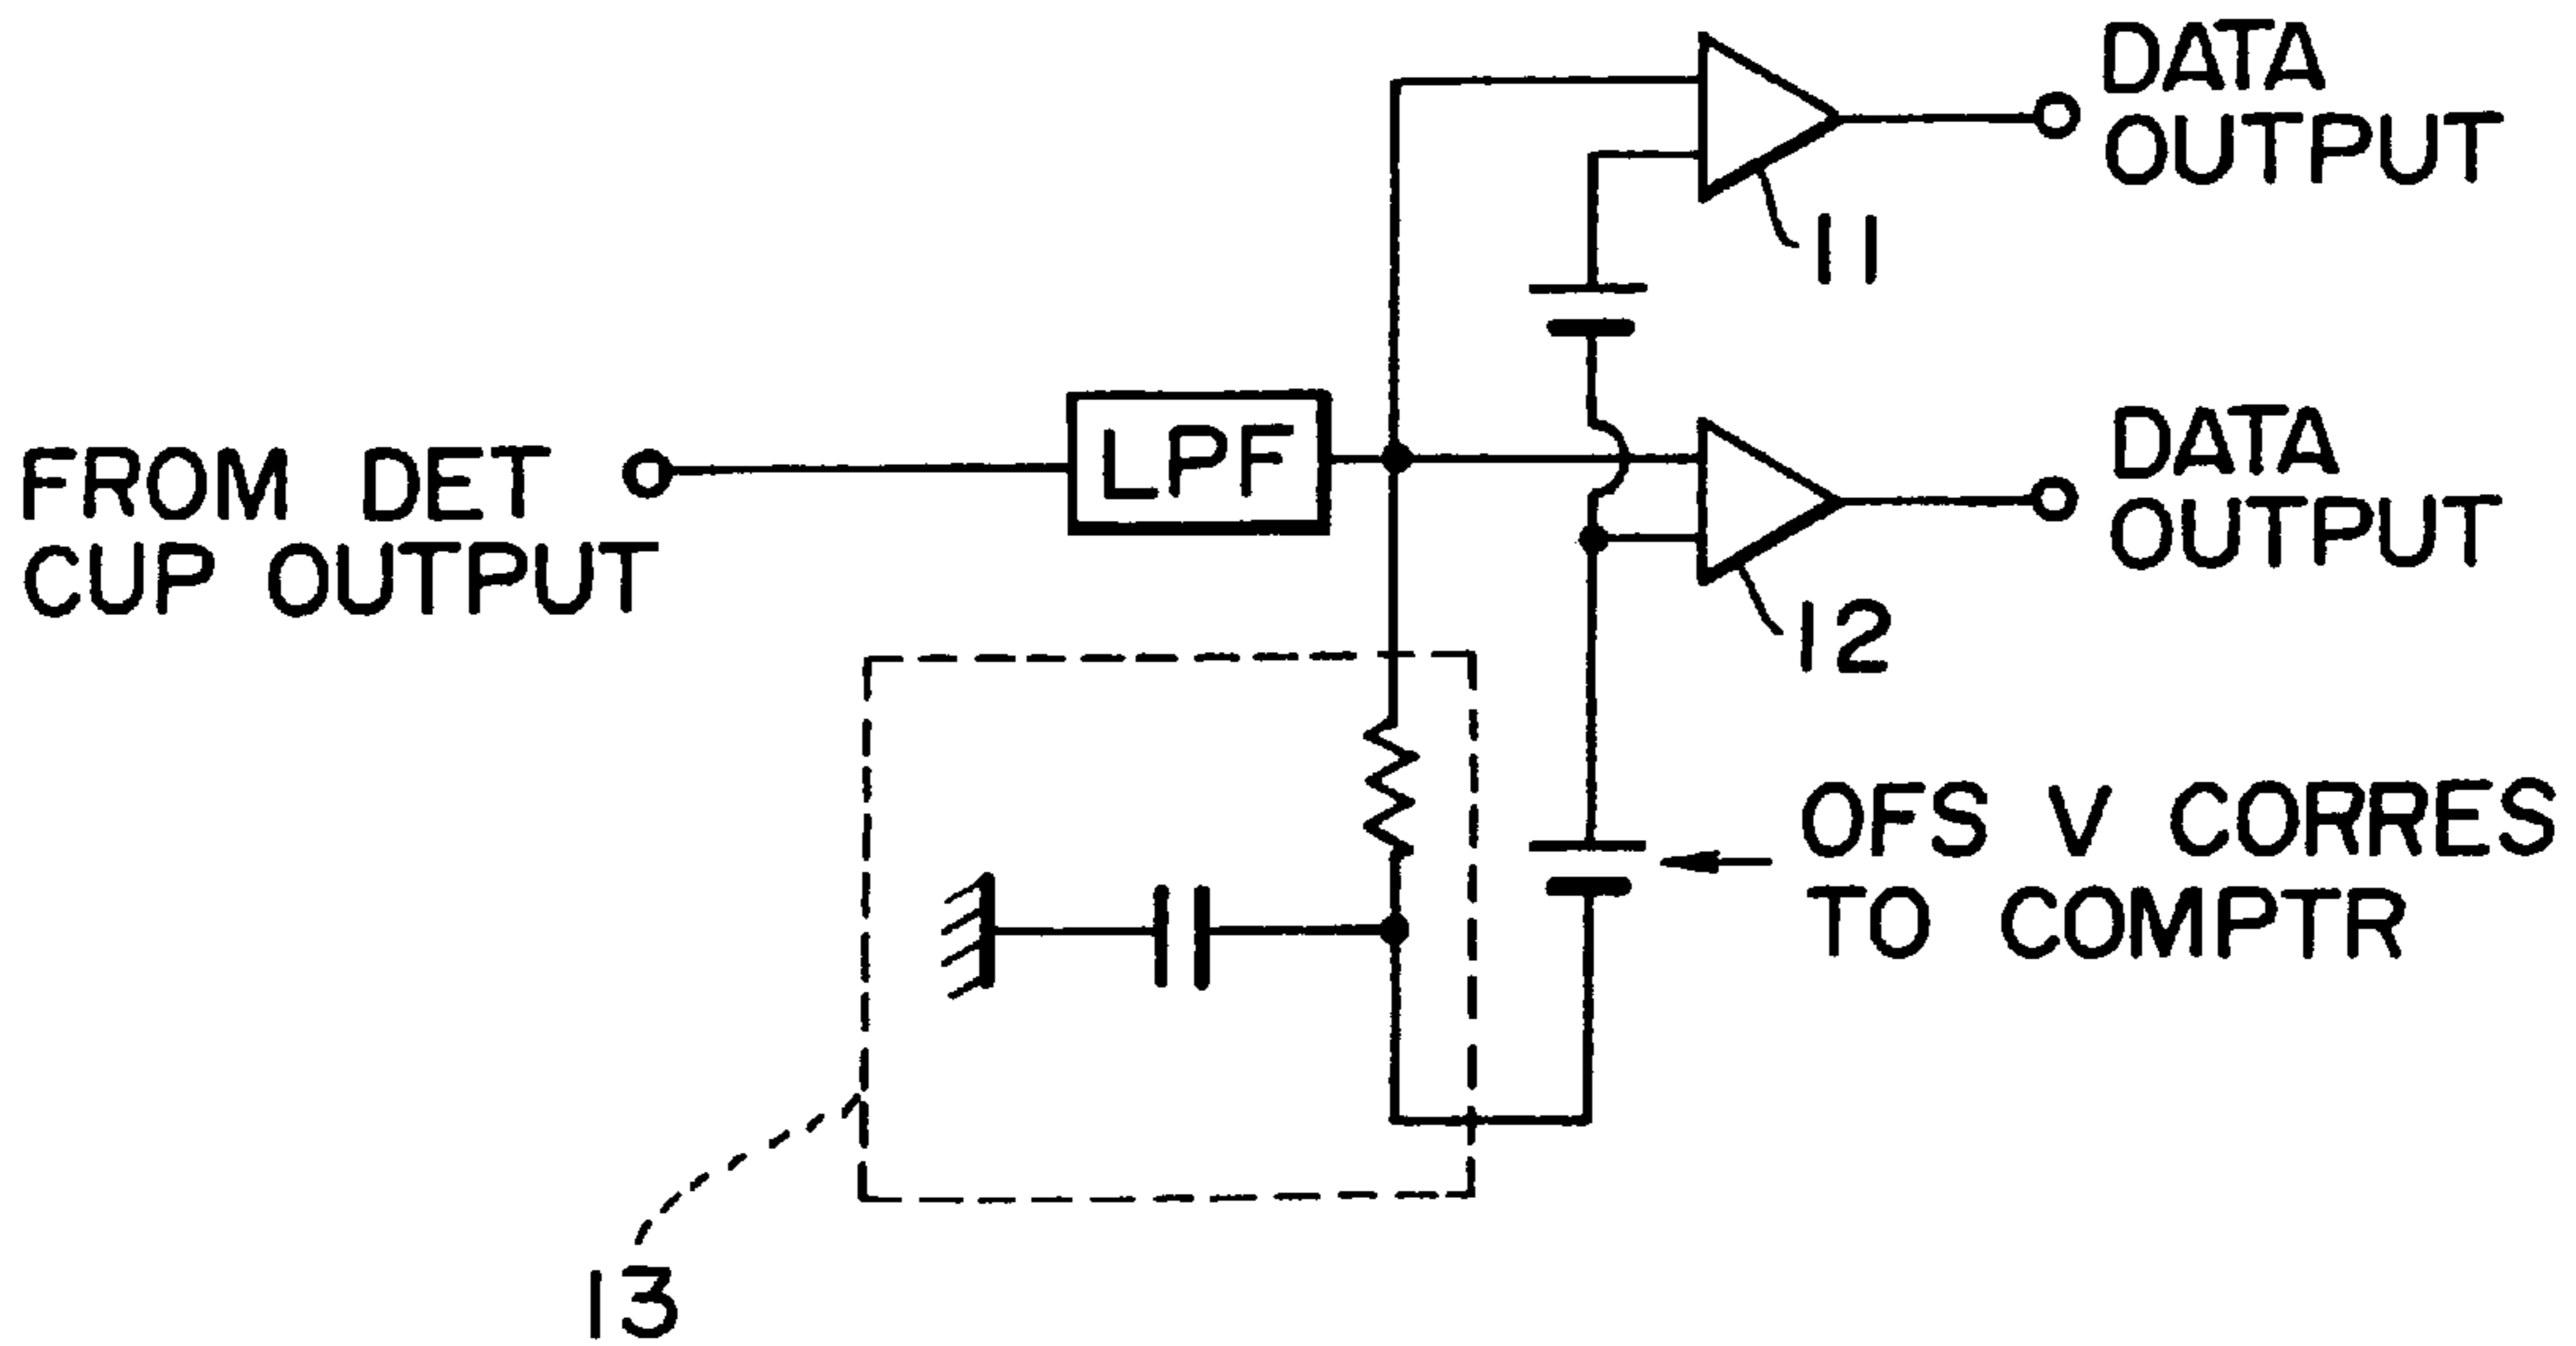 DATA
OUTPUT
11
LPF
FROM DET
CUP OUTPUT
DATA
OUTPUT
12
OFS V CORRES
TO COMPTR
13